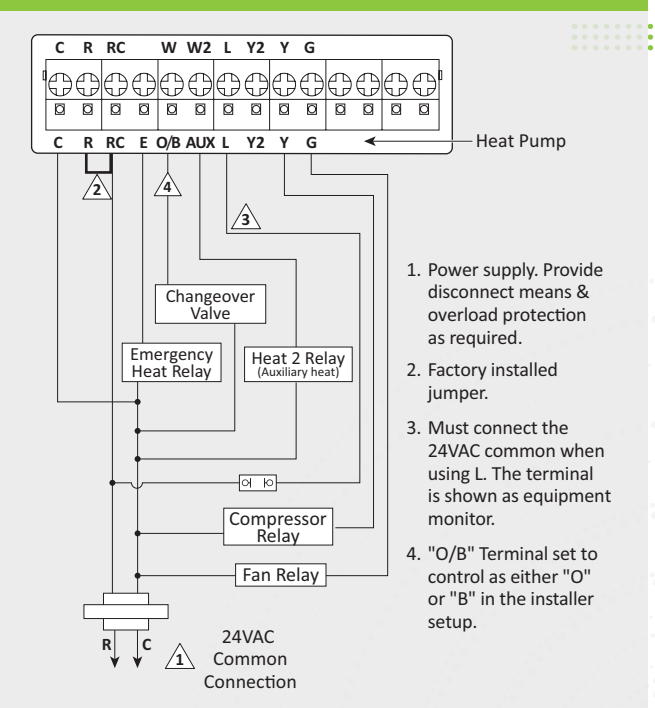 C R RC W W2 L Y2 Y G
C R RC E O/B AUX L Y2 Y G
Heat Pump
2
4
3
Changeover
Valve
Emergency
Heat Relay
Heat 2 Relay
(Auxiliary heat)
Compressor
Relay
Fan Relay
R C
1
24VAC
Common
Connection
1. Power supply. Provide
disconnect means &
overload protection
as required.
2. Factory installed
jumper.
3. Must connect the
24VAC common when
using L. The terminal
is shown as equipment
monitor.
4. "O/B" Terminal set to
control as either "O"
or "B" in the installer
setup.